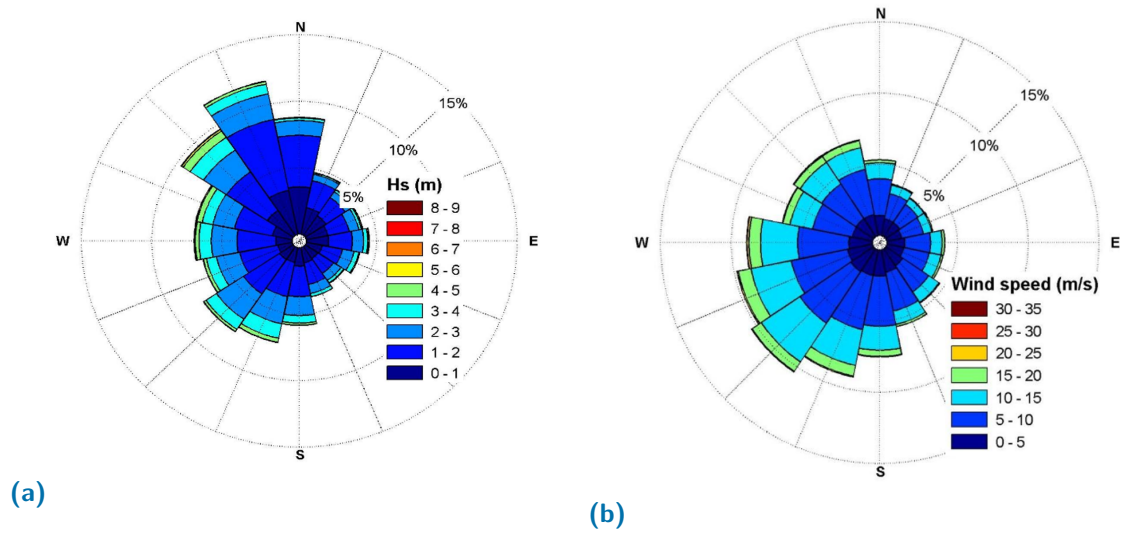 N
15%
10%
5%
W
E
S
Hs (m)
8 - 9
7 - 8
6 - 7
5 - 6
4 - 5
3 - 4
2 - 3
1 - 2
0 - 1
(a)
N
15%
10%
5%
W
E
S
Wind speed (m/s)
30 - 35
25 - 30
20 - 25
15 - 20
10 - 15
5 - 10
0 - 5
(b)